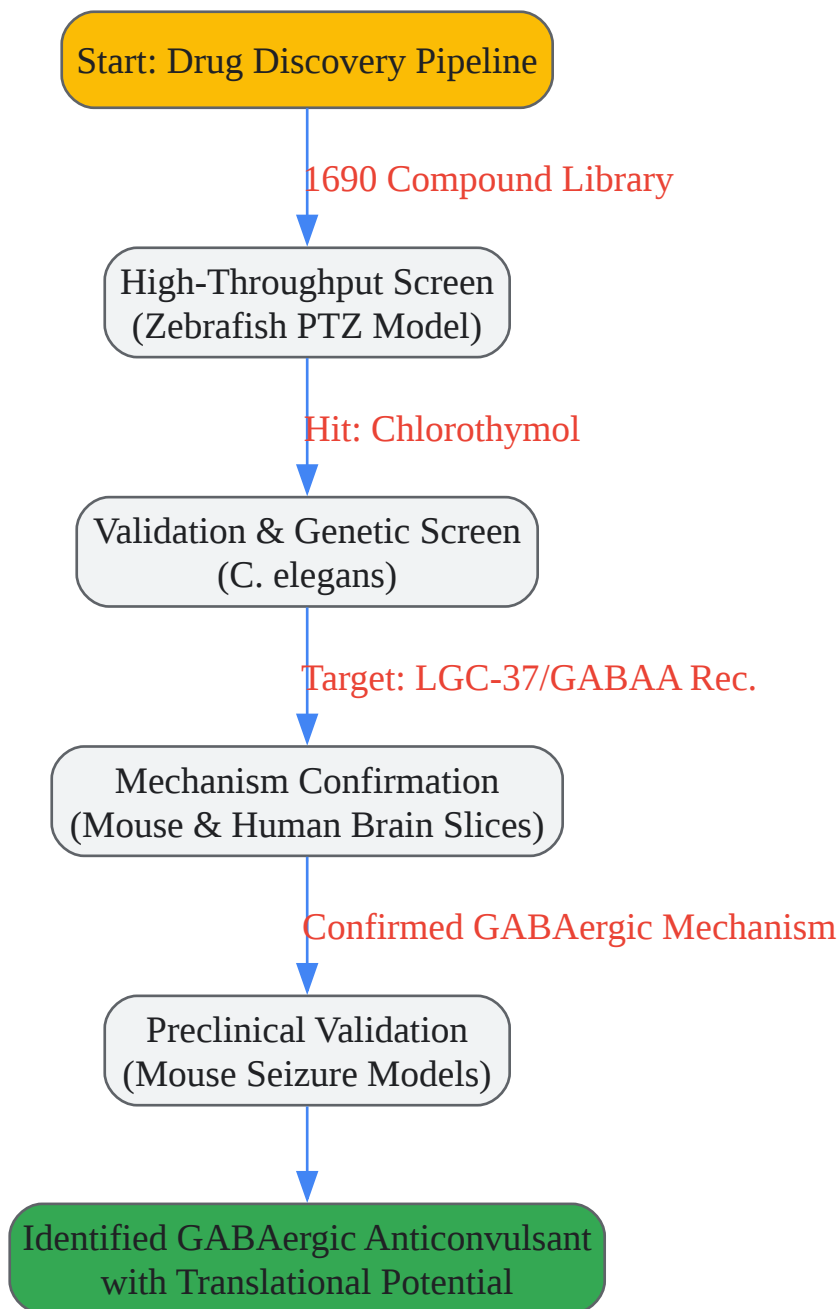 Start: Drug Discovery Pipeline
1690 Compound Library
High-Throughput Screen
(Zebrafish PTZ Model)
Hit: Chlorothymol
Validation & Genetic Screen
(C. elegans)
Target: LGC-37/GABAA Rec.
Mechanism Confirmation
(Mouse & Human Brain Slices)
Confirmed GABAergic Mechanism
Preclinical Validation
(Mouse Seizure Models)
Identified GABAergic Anticonvulsant
with Translational Potential